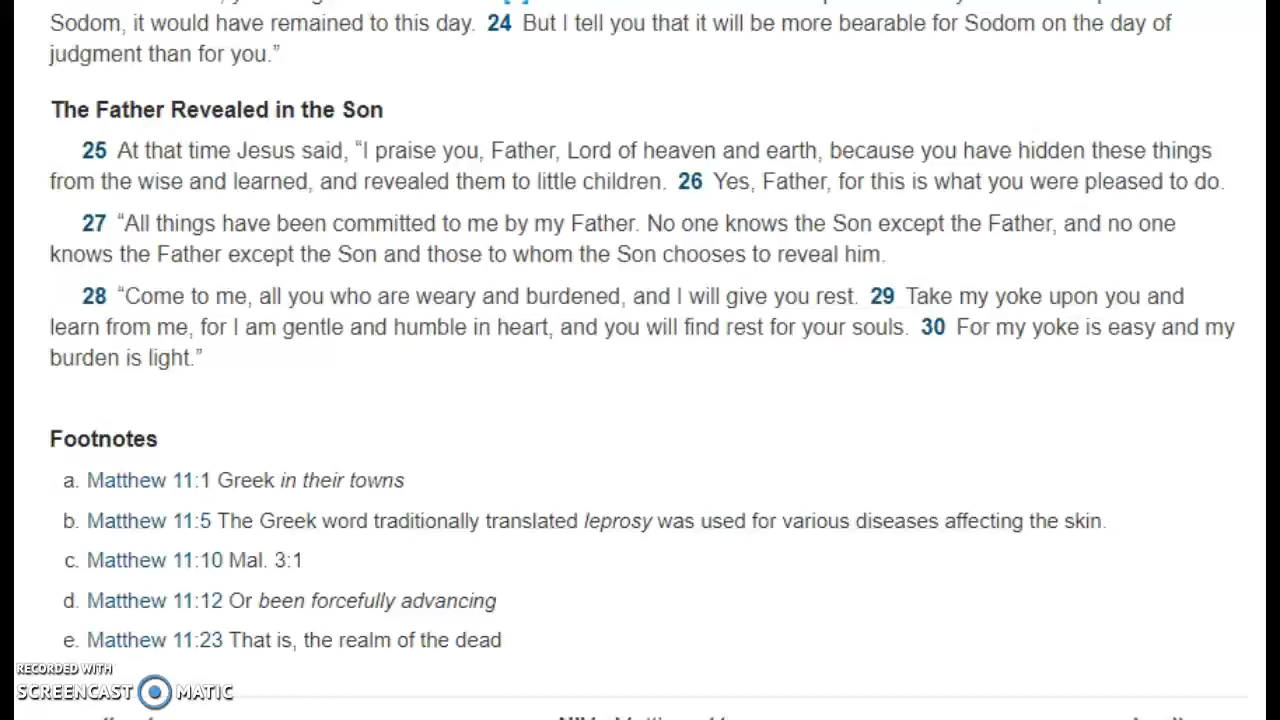 Sodom, it would have remained to this day. 24 But I tell you that it will be more bearable for Sodom on the day of
judgment than for you.”
The Father Revealed in the Son
25 At that time Jesus said, “I praise you, Father, Lord of heaven and earth, because you have hidden these things
from the wise and learned, and revealed them to little children. 26 Yes, Father, for this is what you were pleased to do.
27 “All things have been committed to me by my Father. No one knows the Son except the Father, and no one
knows the Father except the Son and those to whom the Son chooses to reveal him.
28 “Come to me, all you who are weary and burdened, and I will give you rest. 29 Take my yoke upon you and
learn from me, for I am gentle and humble in heart, and you will find rest for your souls. 30 For my yoke is easy and my
burden is light.”
Footnotes
a. Matthew 11:1 Greek in their towns
b. Matthew 11:5 The Greek word traditionally translated leprosy was used for various diseases affecting the skin.
c. Matthew 11:10 Mal. 3:1
d. Matthew 11:12 Or been forcefully advancing
e. Matthew 11:23 That is, the realm of the dead
RECORDED WITH
SCREENCAST MATIC